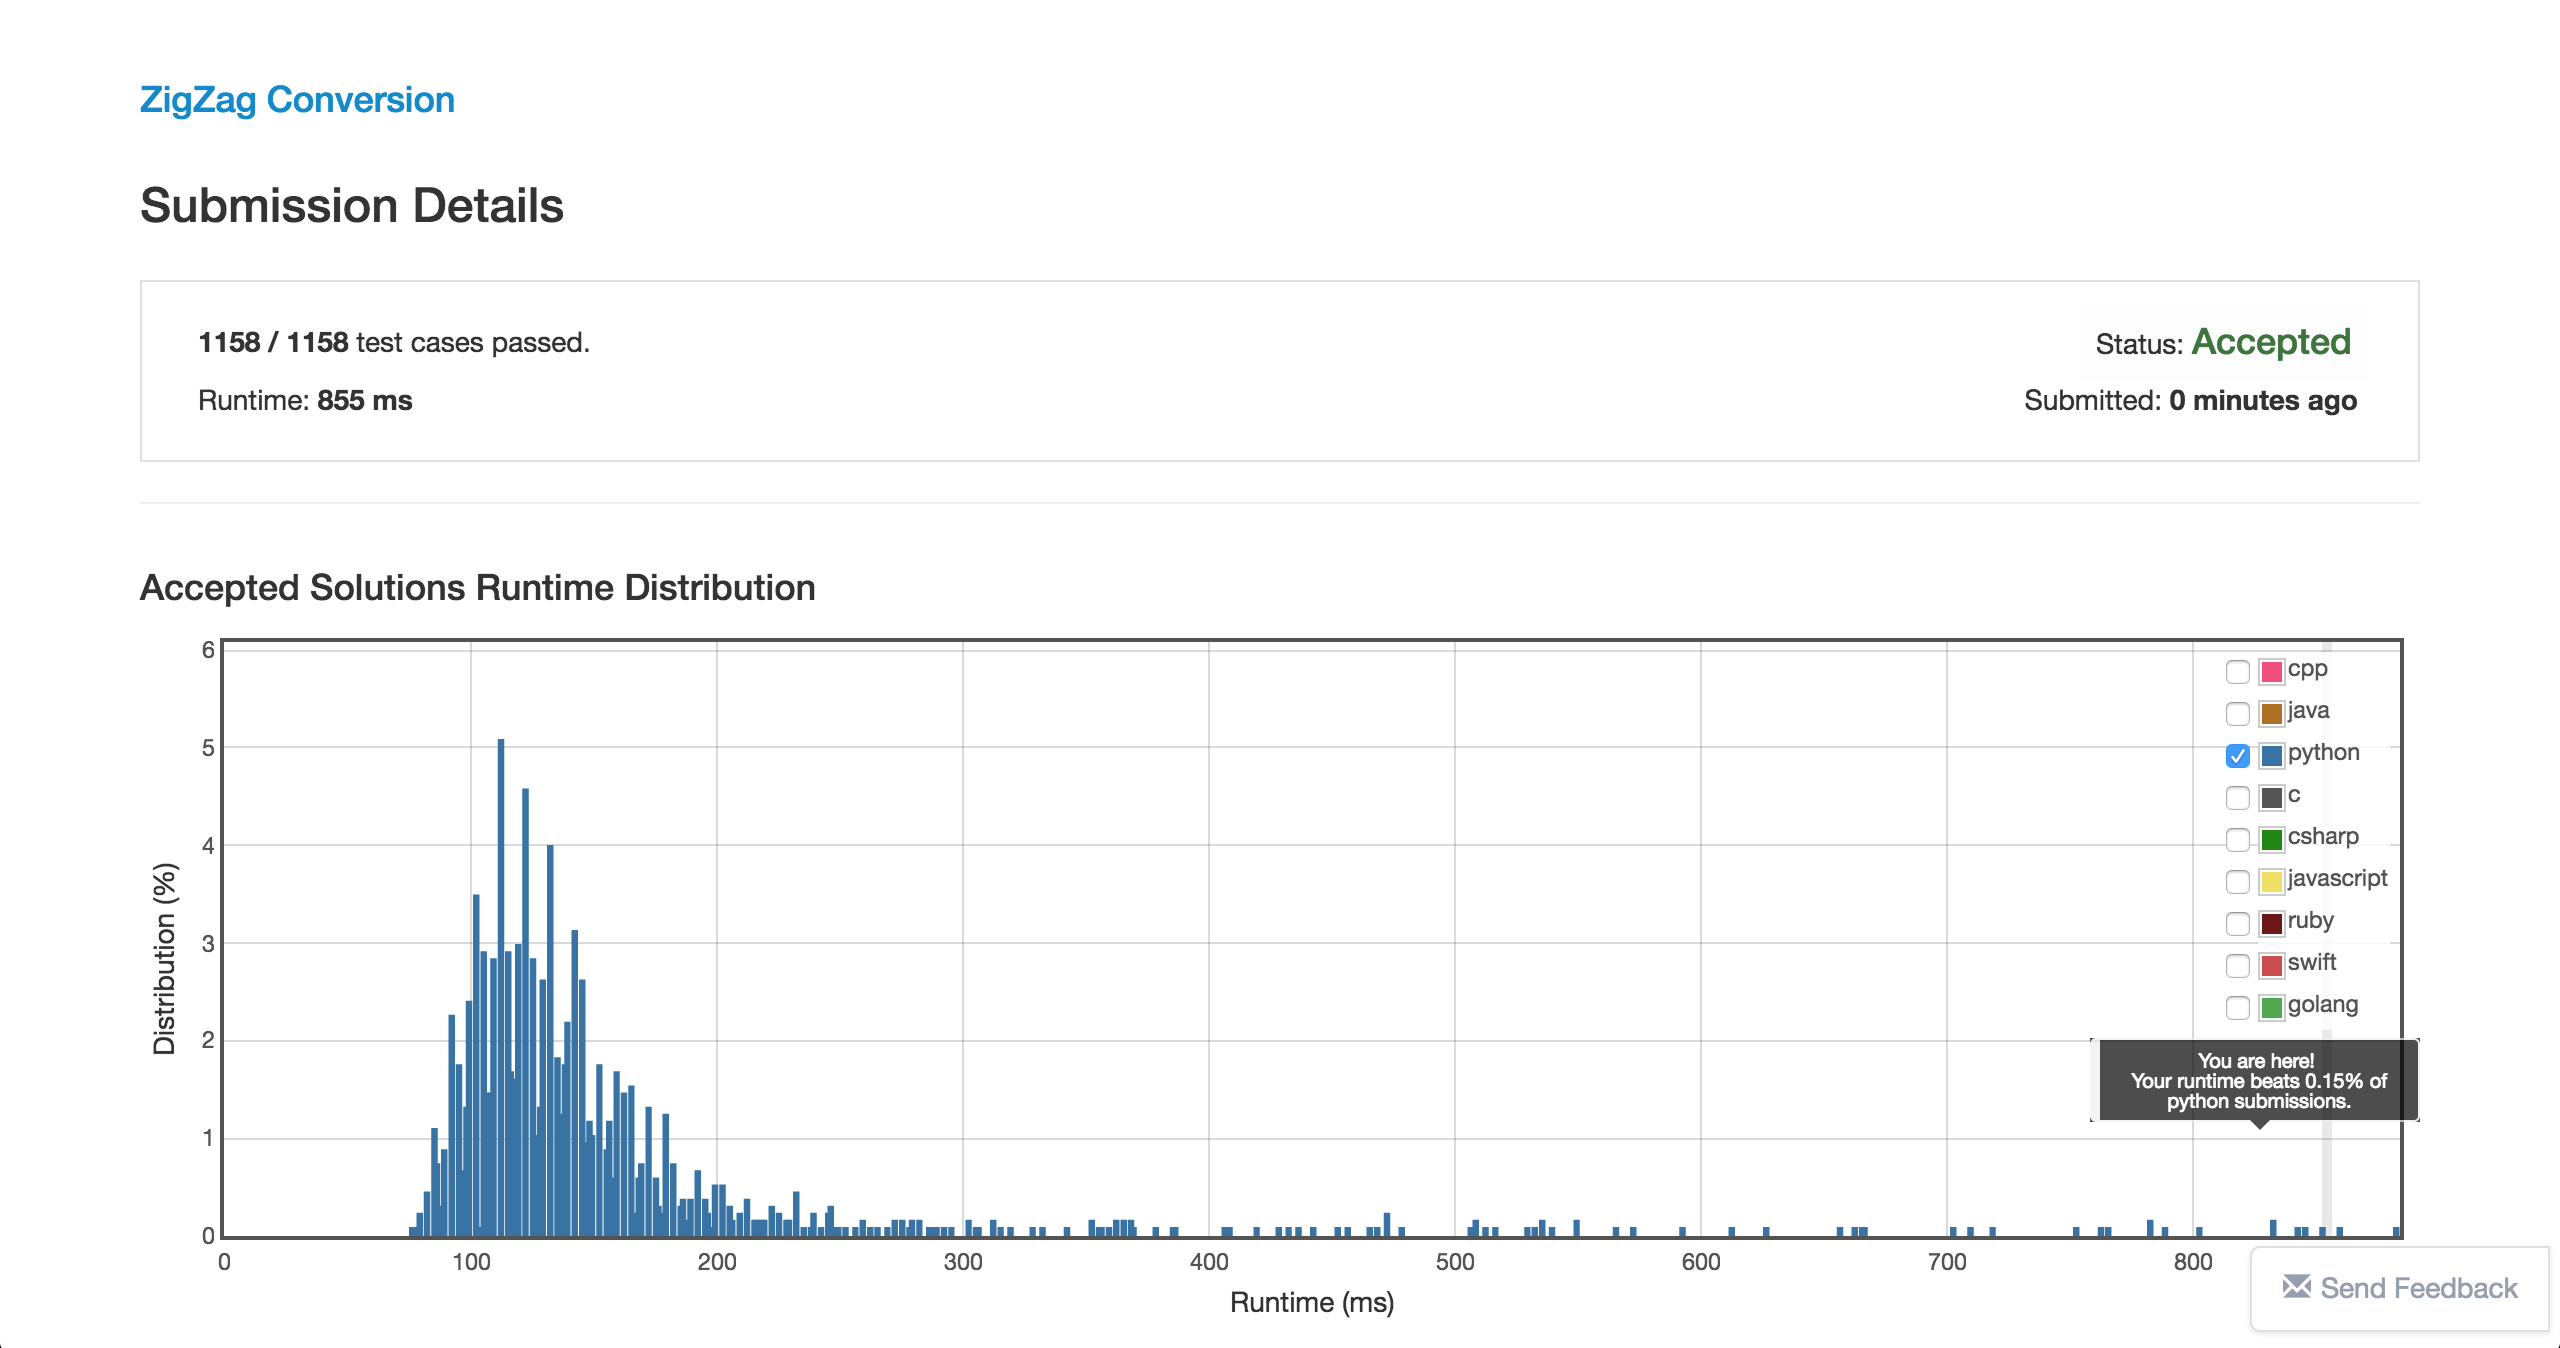 ZigZag Conversion
Submission Details
1158 / 1158 test cases passed.
Status: Accepted
Runtime: 855 ms
Submitted: 0 minutes ago
Accepted Solutions Runtime Distribution
6
5
4
3
2
1
0
Distribution (%)
cpp
java
python
c
csharp
javascript
ruby
swift
golang
You are here!
Your runtime beats 0.15% of
python submissions.
0 100 200 300 400 500 600 700 800
Runtime (ms)
Send Feedback